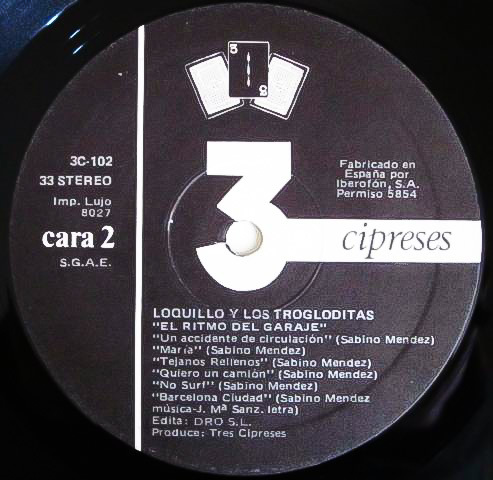 3
3
3C-102
33 STEREO
Imp. Lujo
8027
cara 2
S.G.A.E.
3
Fabricado en
España por
Iberofón, S.A.
Permiso 5854
cipreses
LOQUILLO Y LOS TROGLODITAS
"EL RITMO DEL GARAJE"
"Un accidente de circulación" (Sabino Mendez)
"María" (Sabino Mendez)
"Tejanos Rellenos" (Sabino Mendez)
"Quiero un camión" (Sabino Mendez)
"No Surf" (Sabino Mendez)
"Barcelona Ciudad" (Sabino Mendez
música-J. Mª Sanz. letra)
Edita: DRO S.L.
Produce: Tres Cipreses